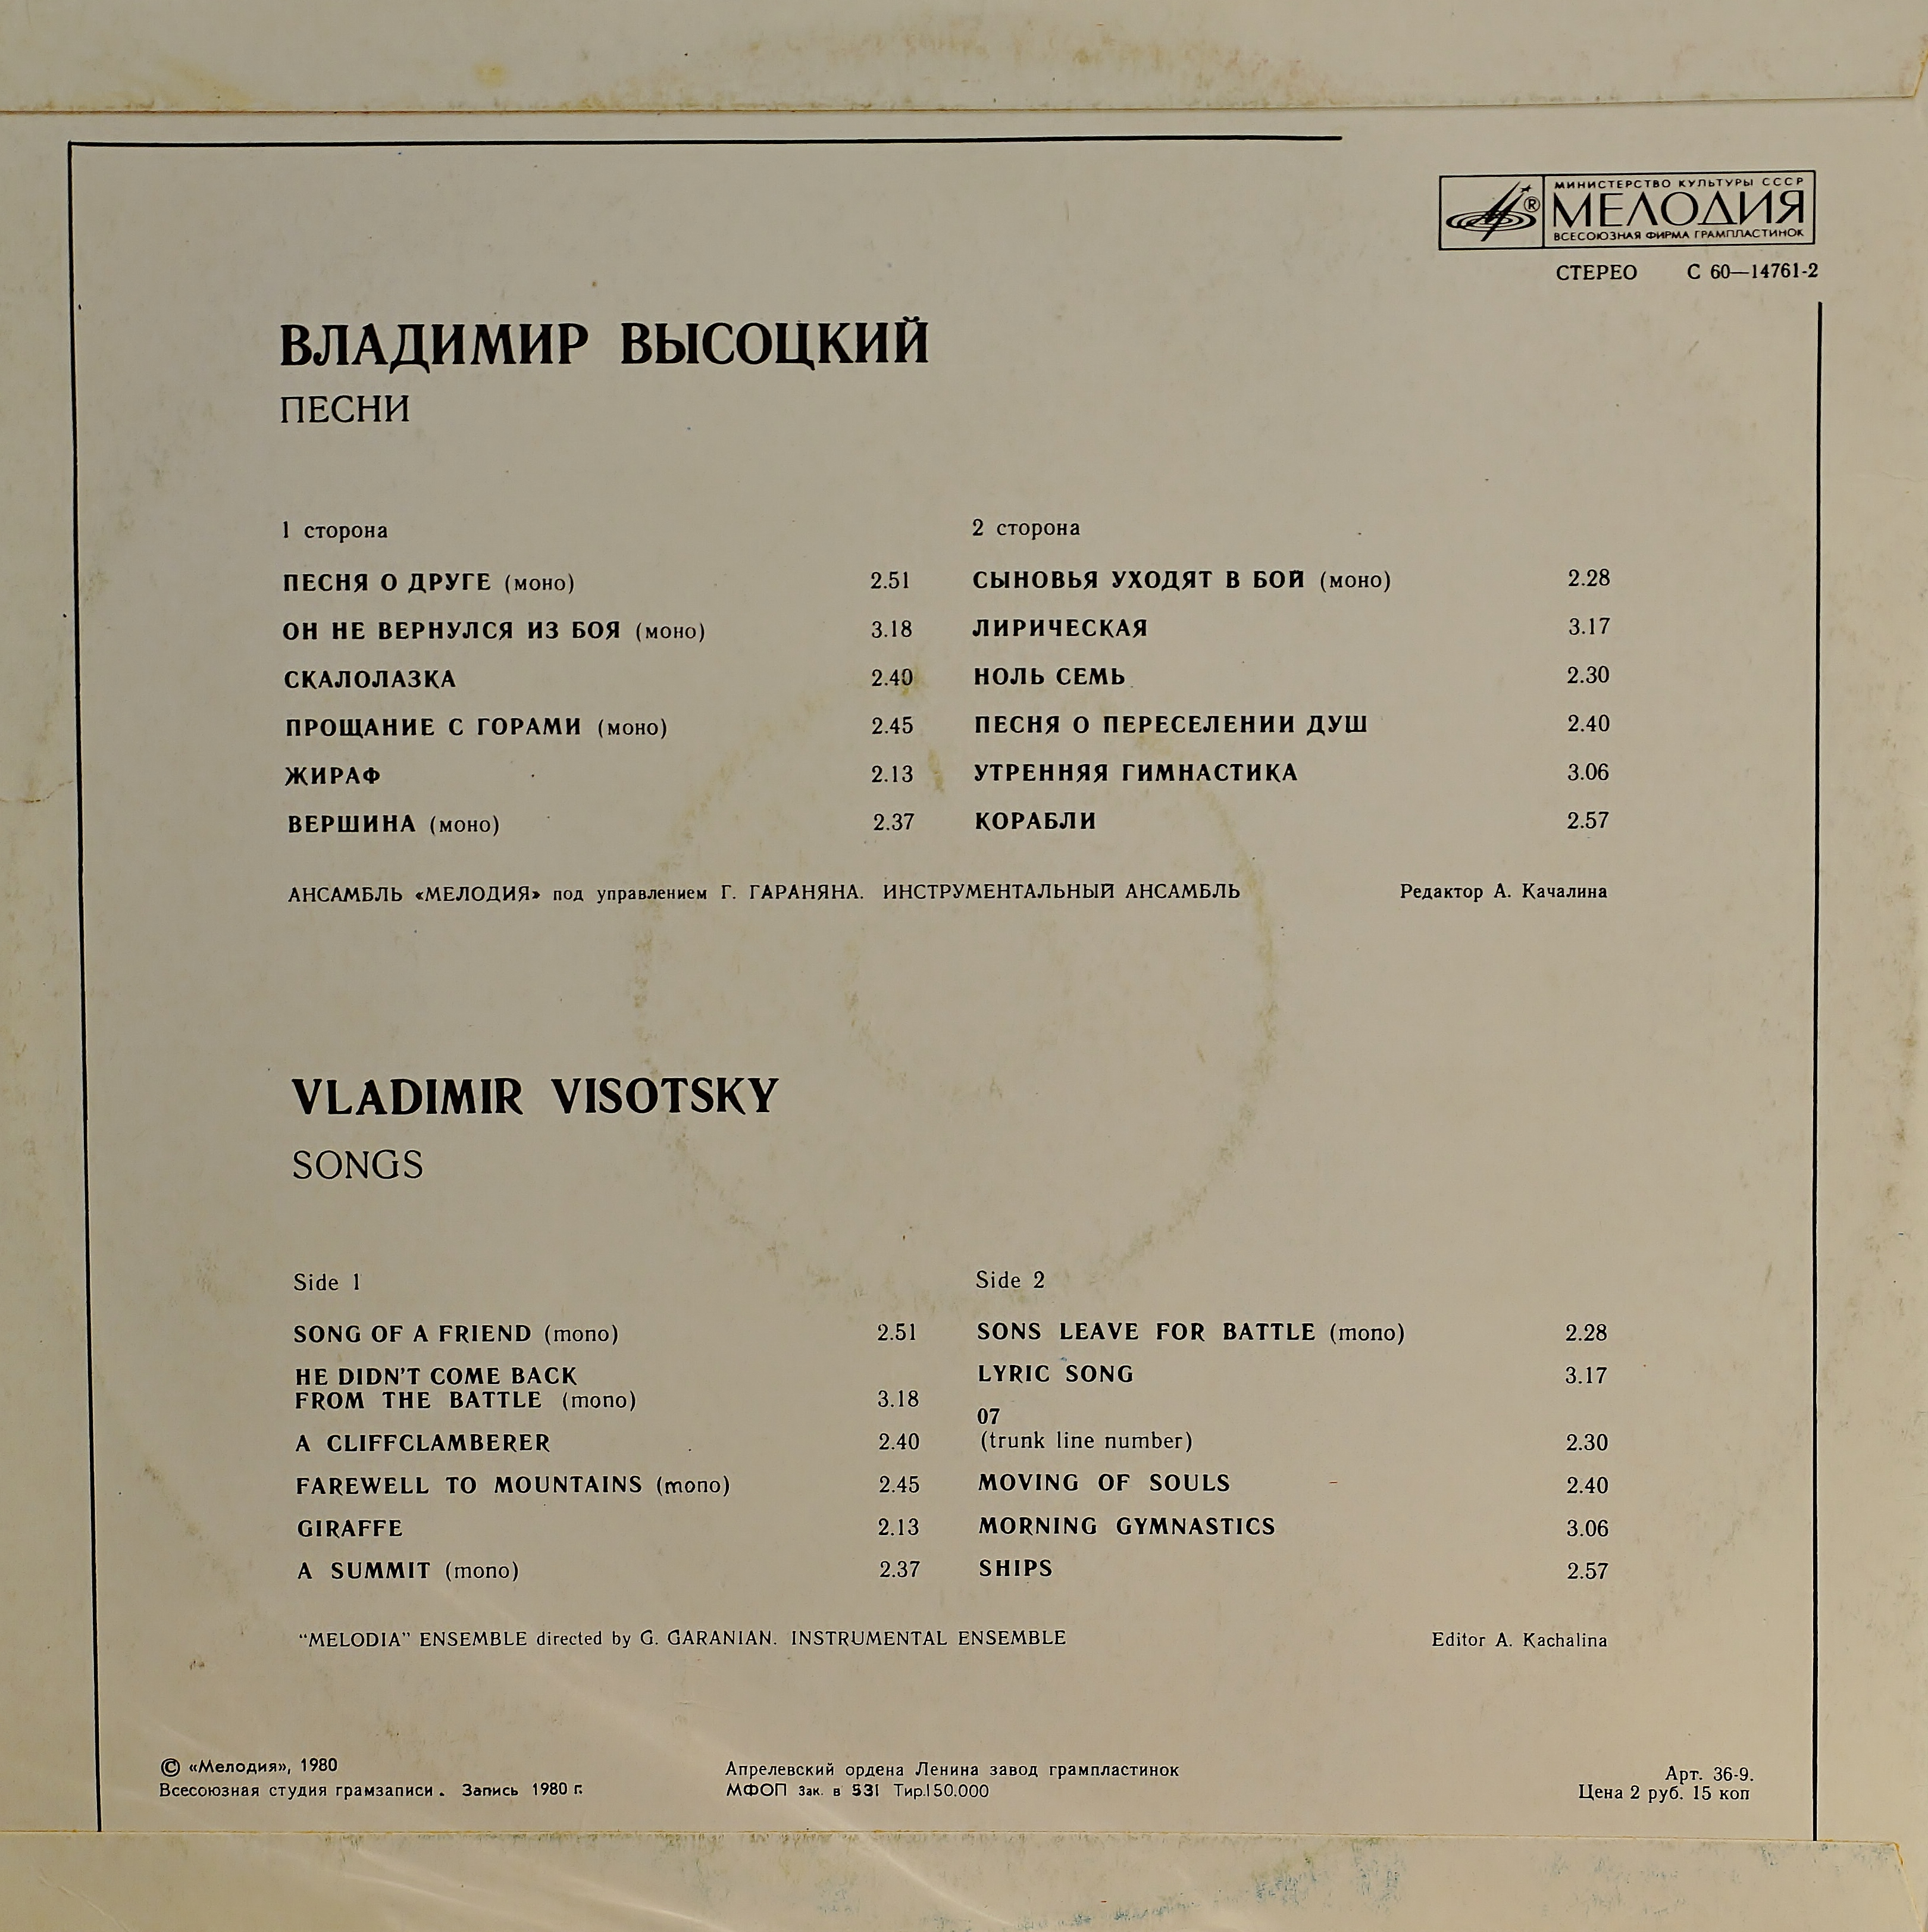 МИНИСТЕРСТВО КУЛЬТУРЫ СССР
МЕЛОДИЯ
®
ВСЕСОЮЗНАЯ ФИРМА ГРАМПЛАСТИНОК
СТЕРЕО С 60—14761-2
ВЛАДИМИР ВЫСОЦКИЙ
ПЕСНИ
1 сторона
ПЕСНЯ О ДРУГЕ (моно) 2.51
ОН НЕ ВЕРНУЛСЯ ИЗ БОЯ (моно) 3.18
СКАЛОЛАЗКА 2.40
ПРОЩАНИЕ С ГОРАМИ (моно) 2.45
ЖИРАФ 2.13
ВЕРШИНА (моно) 2.37
2 сторона
СЫНОВЬЯ УХОДЯТ В БОЙ (моно) 2.28
ЛИРИЧЕСКАЯ 3.17
НОЛЬ СЕМЬ 2.30
ПЕСНЯ О ПЕРЕСЕЛЕНИИ ДУШ 2.40
УТРЕННЯЯ ГИМНАСТИКА 3.06
КОРАБЛИ 2.57
АНСАМБЛЬ «МЕЛОДИЯ» под управлением Г. ГАРАНЯНА. ИНСТРУМЕНТАЛЬНЫЙ АНСАМБЛЬ Редактор А. Качалина
VLADIMIR VISOTSKY
SONGS
Side 1
SONG OF A FRIEND (mono) 2.51
HE DIDN'T COME BACK
FROM THE BATTLE (mono) 3.18
A CLIFFCLAMBERER 2.40
FAREWELL TO MOUNTAINS (mono) 2.45
GIRAFFE 2.13
A SUMMIT (mono) 2.37
Side 2
SONS LEAVE FOR BATTLE (mono) 2.28
LYRIC SONG 3.17
07
(trunk line number) 2.30
MOVING OF SOULS 2.40
MORNING GYMNASTICS 3.06
SHIPS 2.57
“MELODIA” ENSEMBLE directed by G. GARANIAN. INSTRUMENTAL ENSEMBLE Editor A. Kachalina
© «Мелодия», 1980
Всесоюзная студия грамзаписи. Запись 1980 г.
Апрелевский ордена Ленина завод грампластинок
МФОП Зак. в 531 Тир.150.000
Арт. 36-9.
Цена 2 руб. 15 коп